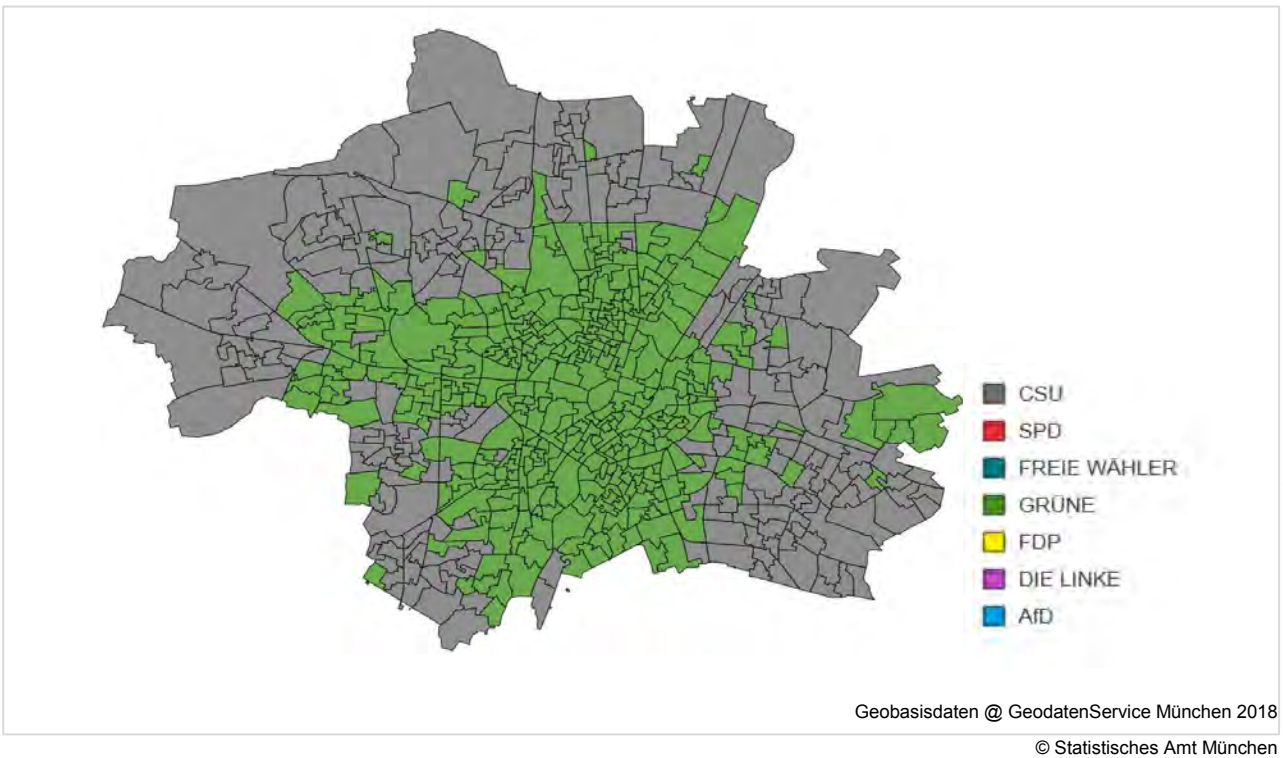 CSU
SPD
FREIE WÄHLER
GRÜNE
FDP
DIE LINKE
AfD
Geobasisdaten @ GeodatenService München 2018
© Statistisches Amt München